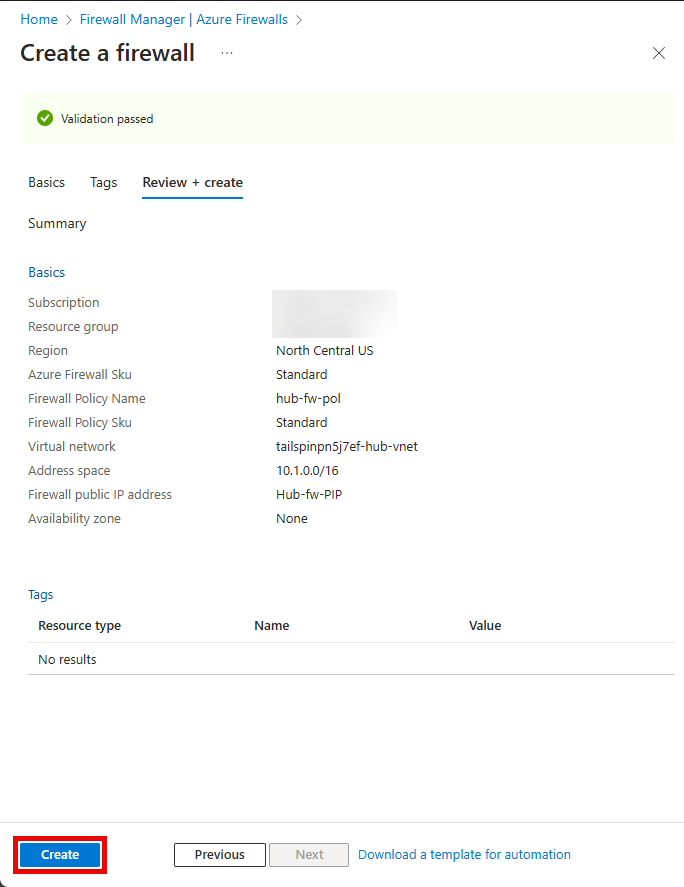 Home > Firewall Manager | Azure Firewalls >
Create a firewall ...
Validation passed
Basics Tags Review + create
Summary
Basics
Subscription
Resource group
Region North Central US
Azure Firewall Sku Standard
Firewall Policy Name hub-fw-pol
Firewall Policy Sku Standard
Virtual network tailspinpn5j7ef-hub-vnet
Address space 10.1.0.0/16
Firewall public IP address Hub-fw-PIP
Availability zone None
Tags
Resource type Name Value
No results
Create Previous Next Download a template for automation